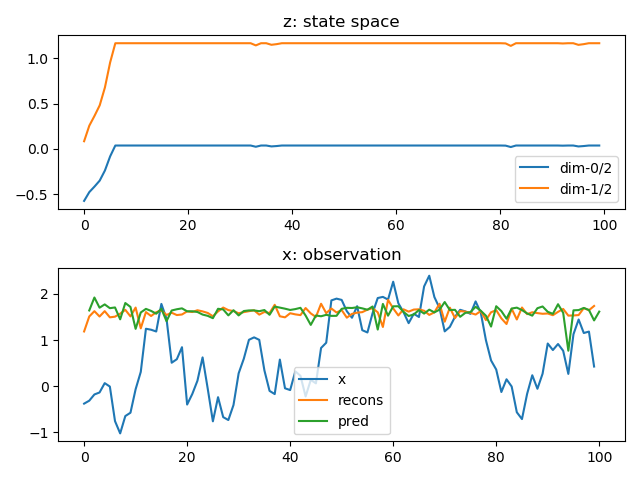 z: state space
1.0
0.5
0.0
−0.5
0 20 40 60 80 100
dim-0/2
dim-1/2
x: observation
2
1
0
−1
0 20 40 60 80 100
x
recons
pred